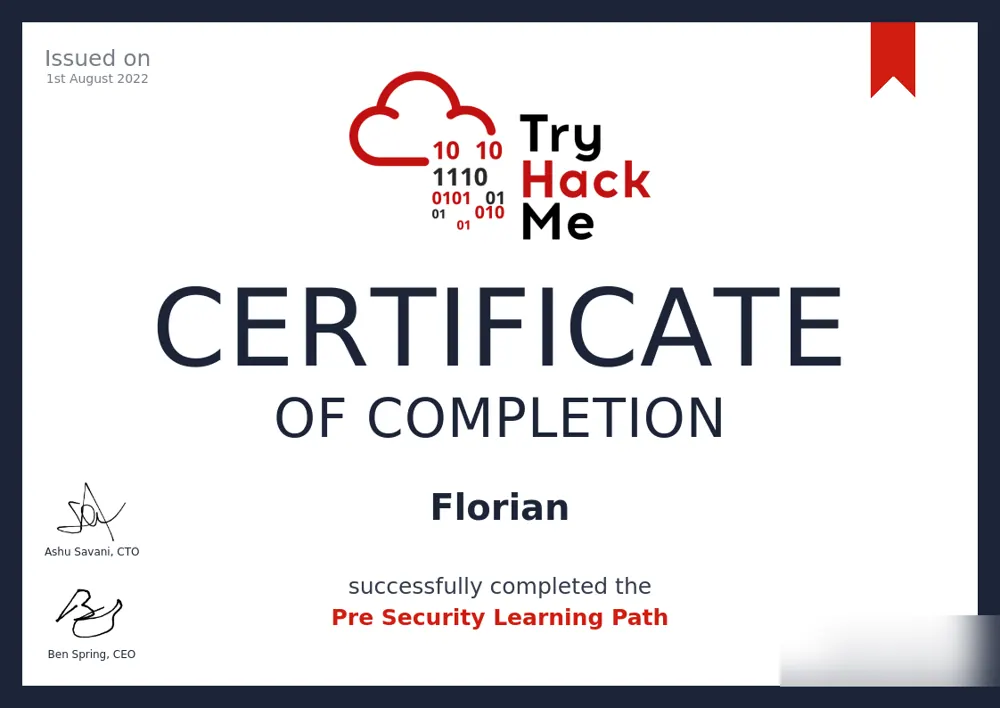 Issued on
1st August 2022
10 10
1110
0101 01
01 010
01
Try
Hack
Me
CERTIFICATE
OF COMPLETION
Florian
Ashu Savani, CTO
successfully completed the
Pre Security Learning Path
Ben Spring, CEO